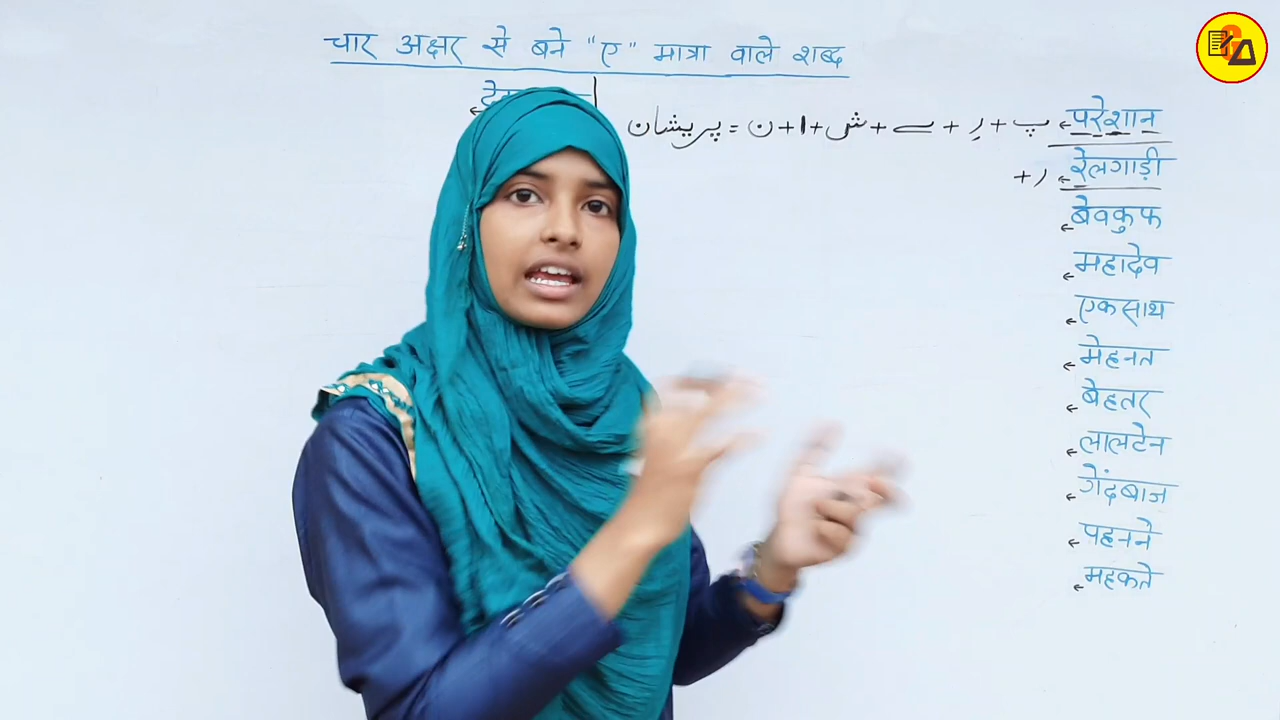 चार अक्षर से बने "ए" मात्रा वाले शब्द
परेशान ← پ + ر + ے + ش + ا + ن = پریشان
रेलगाड़ी ← ر +
बेवकुफ ←
महादेव ←
एकसाथ ←
मेहनत ←
बेहतर ←
लालटेन ←
गेंदबाज ←
पहनने ←
महकते ←